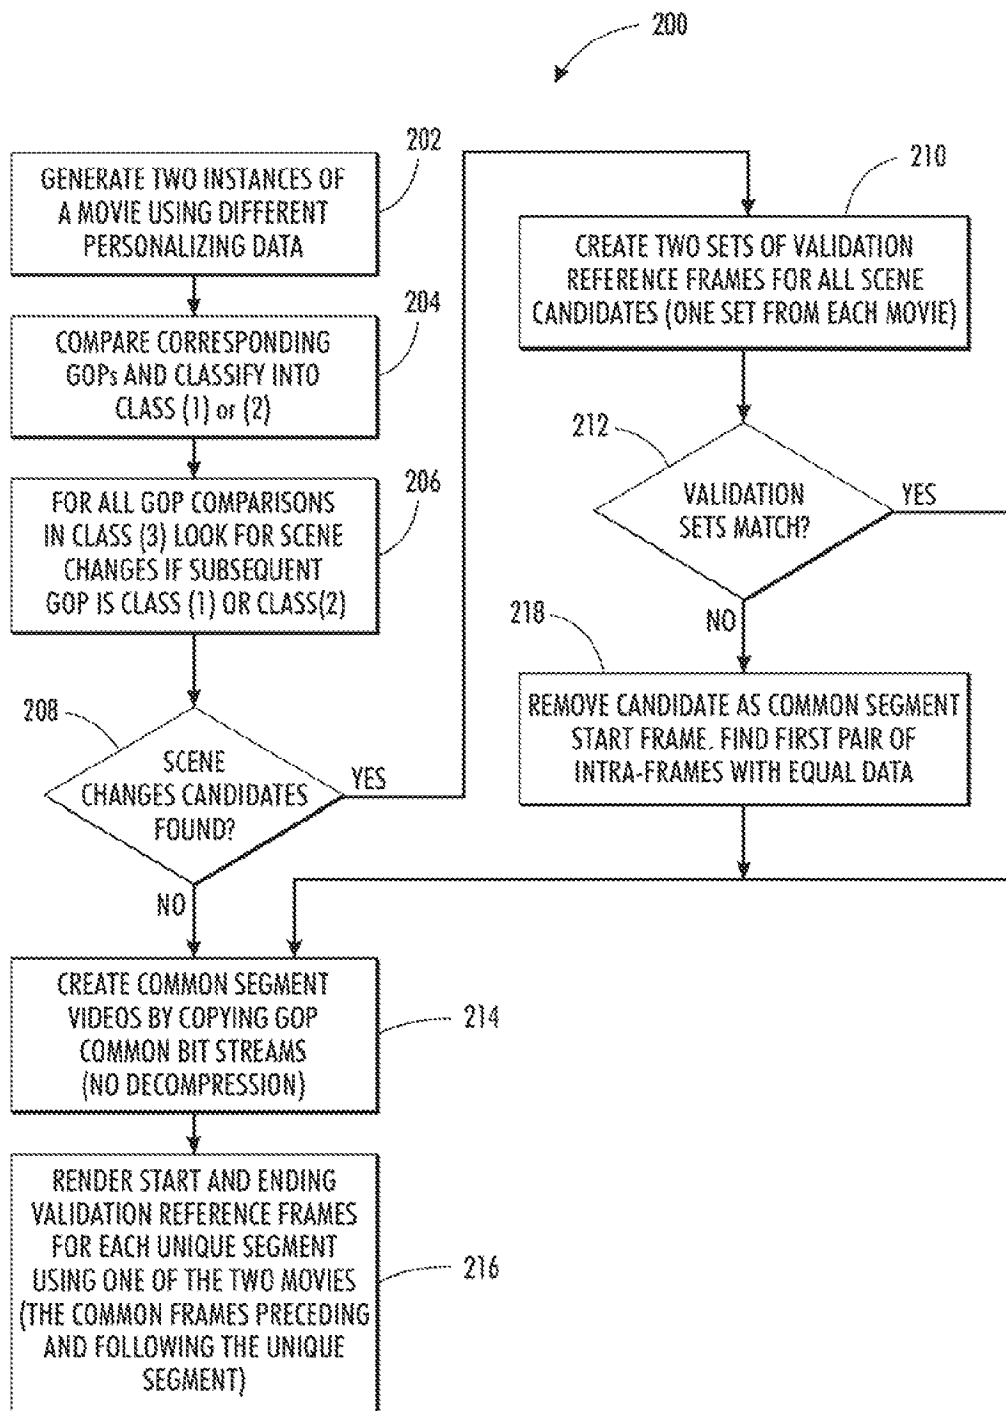 200
202
GENERATE TWO INSTANCES OF
A MOVIE USING DIFFERENT
PERSONALIZING DATA
204
COMPARE CORRESPONDING
GOPs AND CLASSIFY INTO
CLASS (1) or (2)
206
FOR ALL GOP COMPARISONS
IN CLASS (3) LOOK FOR SCENE
CHANGES IF SUBSEQUENT
GOP IS CLASS (1) OR CLASS(2)
208
SCENE
CHANGES CANDIDATES
FOUND?
YES
NO
210
CREATE TWO SETS OF VALIDATION
REFERENCE FRAMES FOR ALL SCENE
CANDIDATES (ONE SET FROM EACH MOVIE)
212
VALIDATION
SETS MATCH?
YES
NO
218
REMOVE CANDIDATE AS COMMON SEGMENT
START FRAME. FIND FIRST PAIR OF
INTRA-FRAMES WITH EQUAL DATA
CREATE COMMON SEGMENT
VIDEOS BY COPYING GOP
COMMON BIT STREAMS
(NO DECOMPRESSION)
214
RENDER START AND ENDING
VALIDATION REFERENCE FRAMES
FOR EACH UNIQUE SEGMENT
USING ONE OF THE TWO MOVIES
(THE COMMON FRAMES PRECEDING
AND FOLLOWING THE UNIQUE
SEGMENT)
216